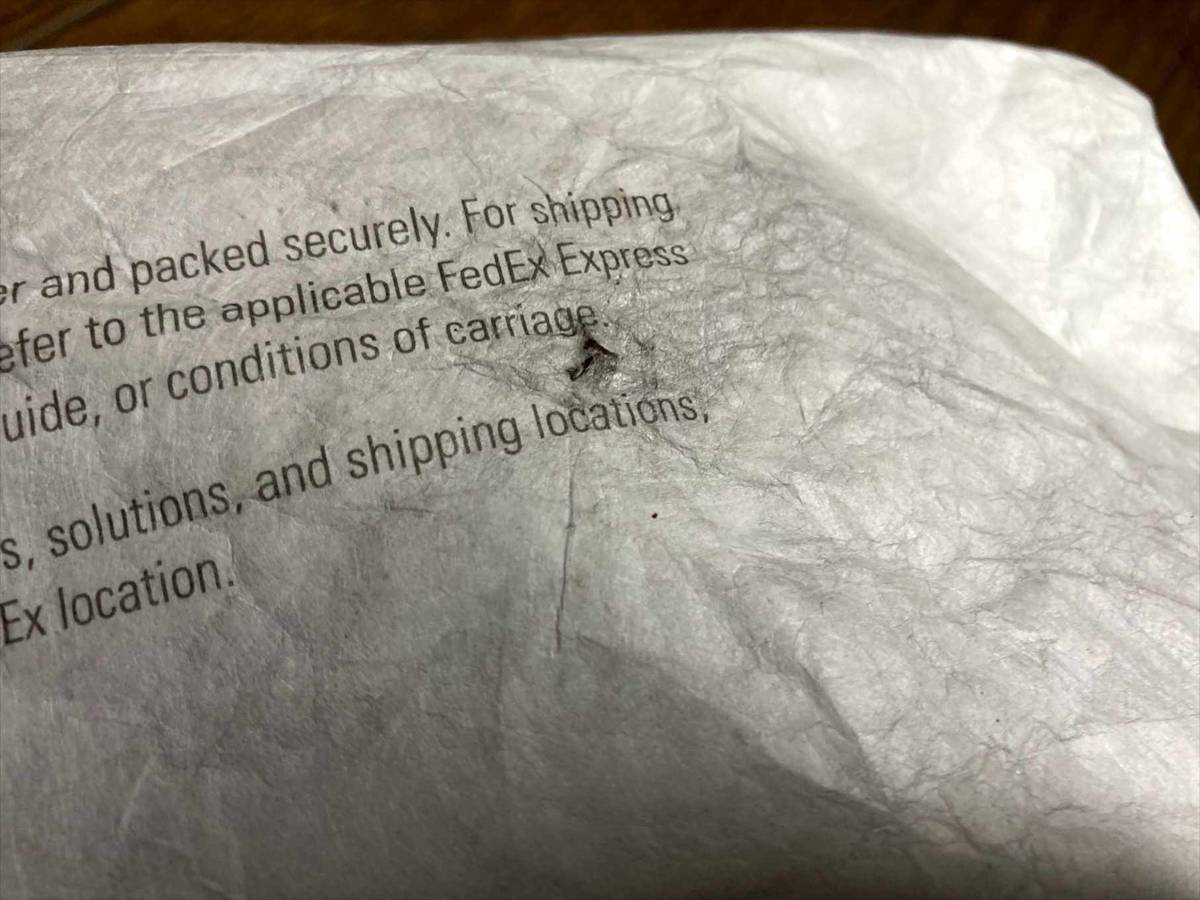 er and packed securely. For shipping
efer to the applicable FedEx Express
uide, or conditions of carriage.
s, solutions, and shipping locations,
Ex location.